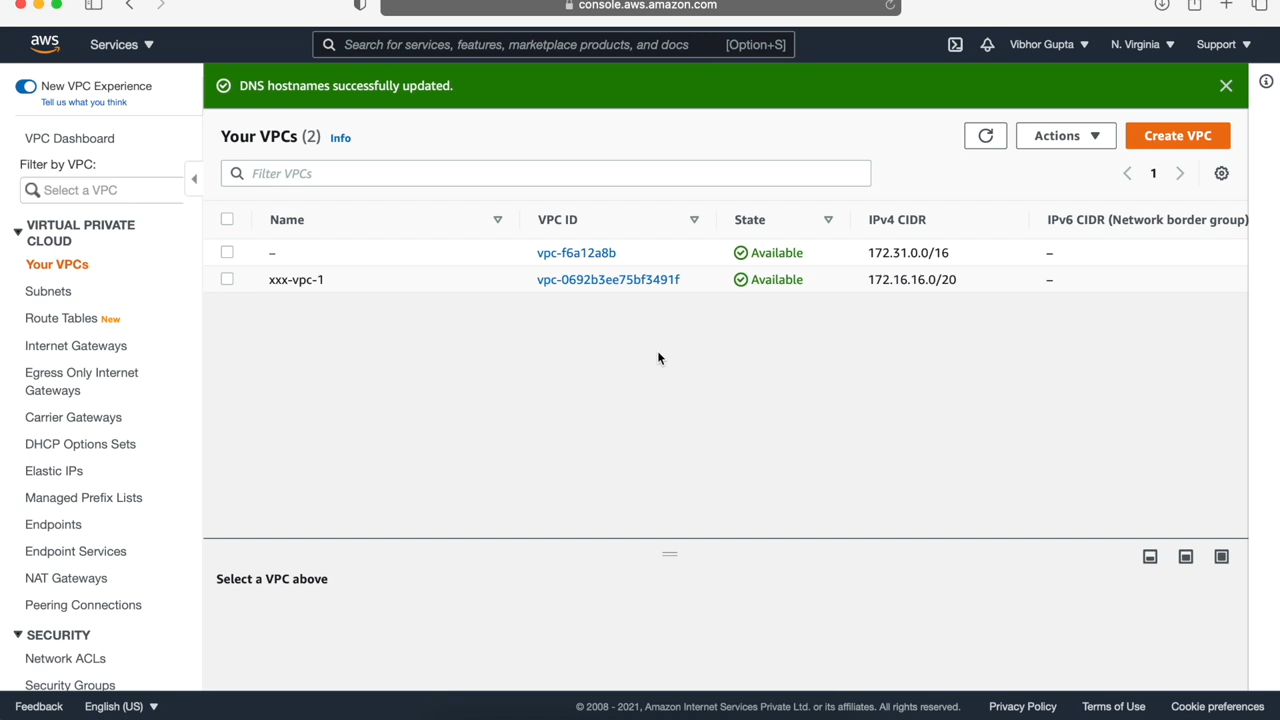 console.aws.amazon.com
aws
Services
Search for services, features, marketplace products, and docs [Option+S]
Vibhor Gupta
N. Virginia
Support
New VPC Experience
Tell us what you think
VPC Dashboard
Filter by VPC:
Select a VPC
VIRTUAL PRIVATE
CLOUD
Your VPCs
Subnets
Route Tables New
Internet Gateways
Egress Only Internet
Gateways
Carrier Gateways
DHCP Options Sets
Elastic IPs
Managed Prefix Lists
Endpoints
Endpoint Services
NAT Gateways
Peering Connections
SECURITY
Network ACLs
Security Groups
DNS hostnames successfully updated.
Your VPCs (2) Info
Actions
Create VPC
Filter VPCs
1
Name VPC ID State IPv4 CIDR IPv6 CIDR (Network border group)
– vpc-f6a12a8b Available 172.31.0.0/16 –
xxx-vpc-1 vpc-0692b3ee75bf3491f Available 172.16.16.0/20 –
Select a VPC above
Feedback English (US) © 2008 - 2021, Amazon Internet Services Private Ltd. or its affiliates. All rights reserved. Privacy Policy Terms of Use Cookie preferences